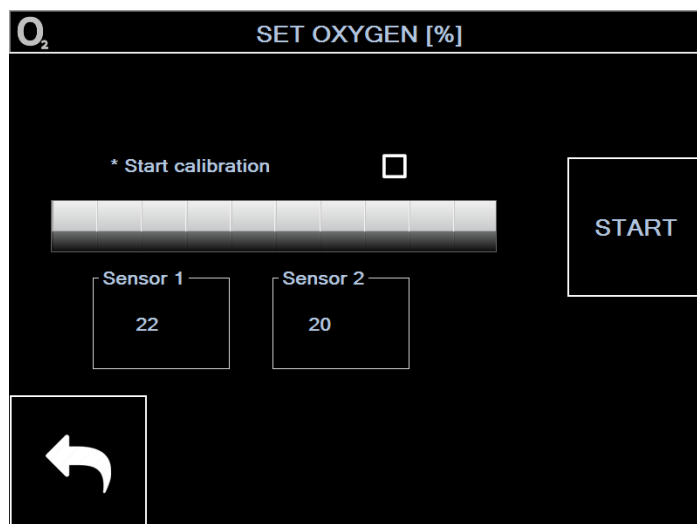 O2 SET OXYGEN [%]
* Start calibration
START
Sensor 1 Sensor 2
22 20